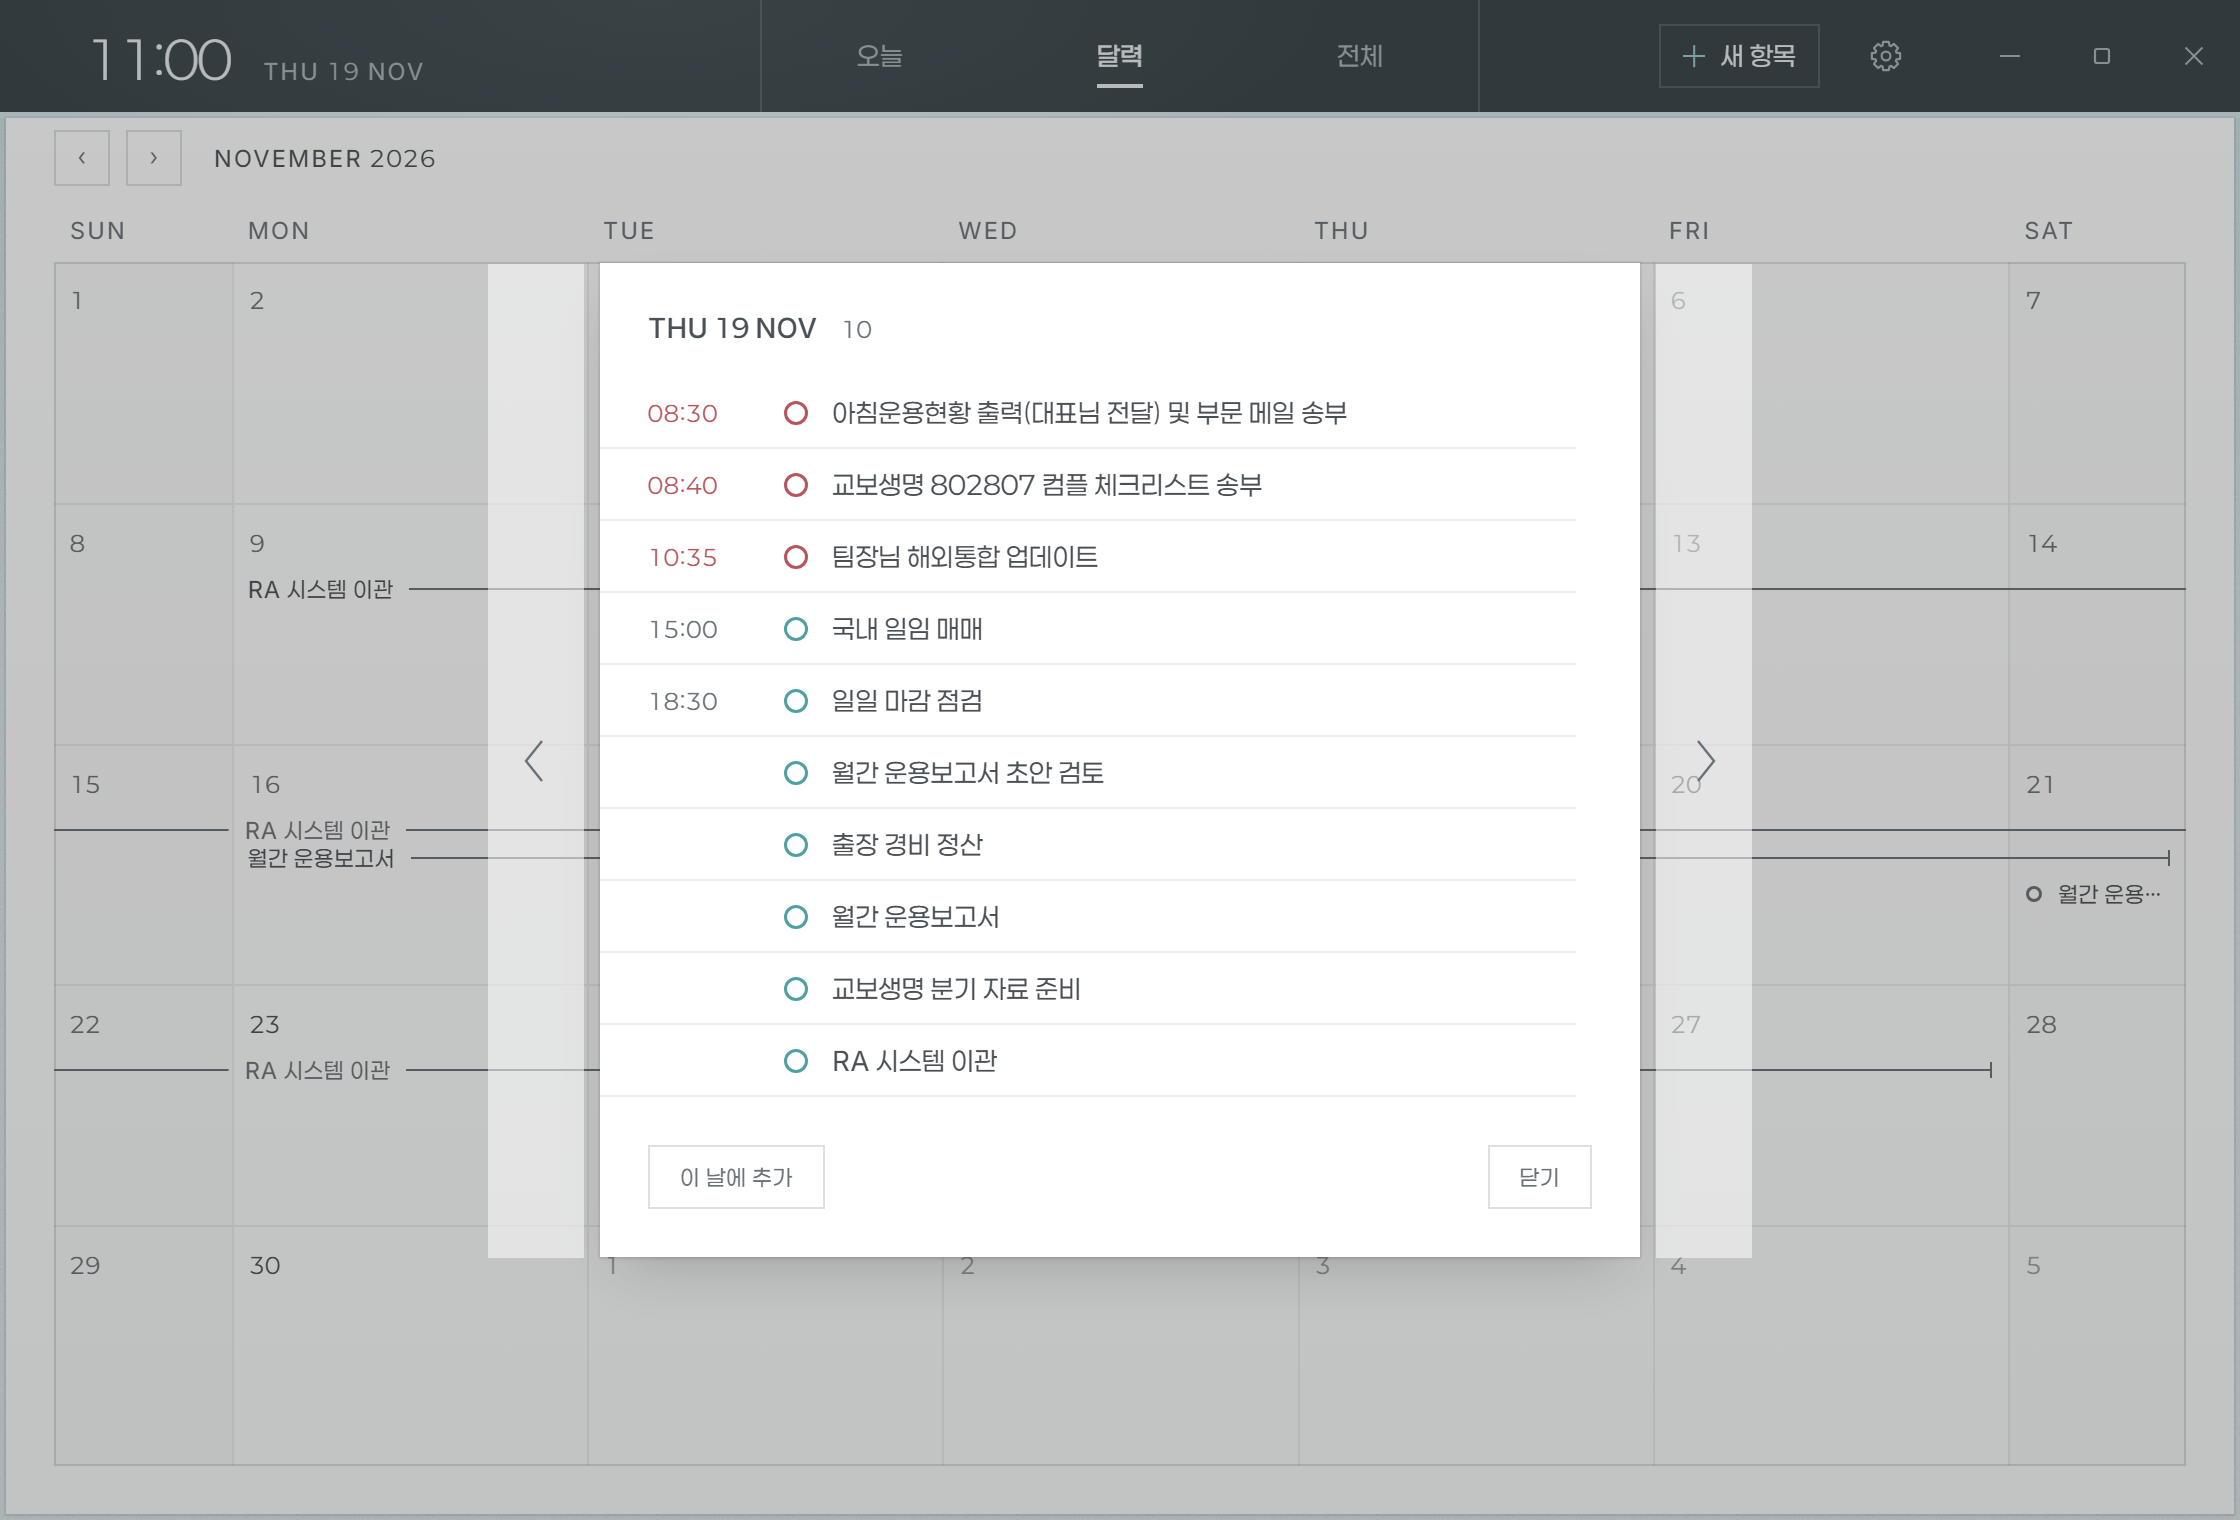 11:00 THU 19 NOV 오늘 달력 전체 + 새 항목
NOVEMBER 2026
SUN MON TUE WED THU FRI SAT
1 2 6 7
THU 19 NOV 10
08:30 아침운용현황 출력(대표님 전달) 및 부문 메일 송부
08:40 교보생명 802807 컴플 체크리스트 송부
8 9 13 14
10:35 팀장님 해외통합 업데이트
RA 시스템 이관
15:00 국내 일임 매매
18:30 일일 마감 점검
월간 운용보고서 초안 검토
15 16 20 21
RA 시스템 이관
출장 경비 정산
월간 운용보고서
월간 운용…
월간 운용보고서
교보생명 분기 자료 준비
22 23 27 28
RA 시스템 이관
RA 시스템 이관
이 날에 추가 닫기
29 30 1 2 3 4 5